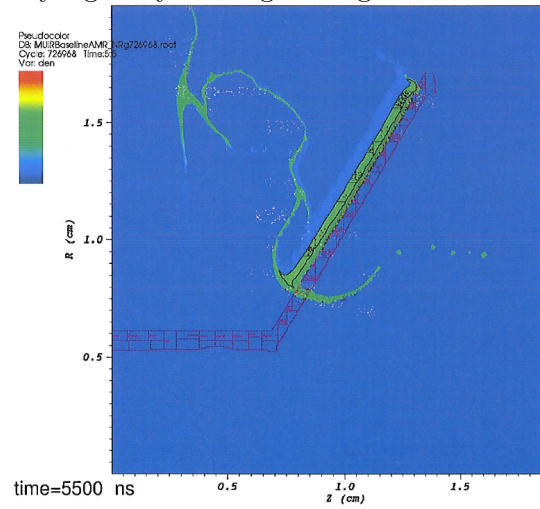 Pseudocolor
DB: MUIRBaselineAMR_NRg726968.root
Cycle: 726968 Time:5.5
Var: den
1.5
R (cm)
1.0
0.5
time=5500 ns
0.5
1.0
1.5
Z (cm)